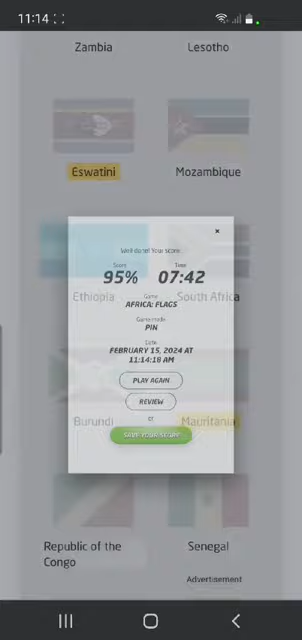 11:14
Zambia
Lesotho
Eswatini
Mozambique
×
Well done! Your score:
Score
Time
95%
07:42
Ethiopia
South Africa
Game
AFRICA: FLAGS
Game mode
PIN
Date
FEBRUARY 15, 2024 AT
11:14:18 AM
PLAY AGAIN
REVIEW
or
Burundi
Mauritania
SAVE YOUR SCORE
Republic of the
Congo
Senegal
Advertisement